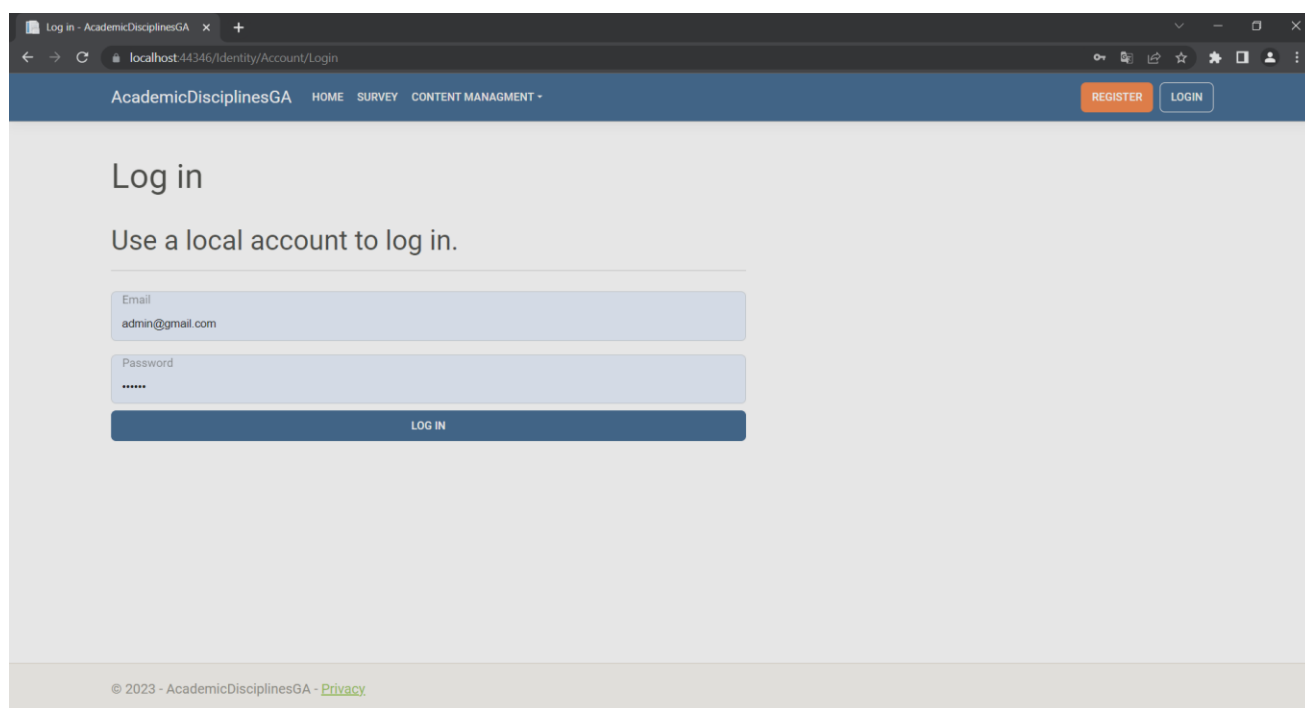 Log in - AcademicDisciplinesGA
localhost:44346/Identity/Account/Login
AcademicDisciplinesGA HOME SURVEY CONTENT MANAGMENT REGISTER LOGIN
Log in
Use a local account to log in.
Email
admin@gmail.com
Password
••••••
LOG IN
© 2023 - AcademicDisciplinesGA - Privacy